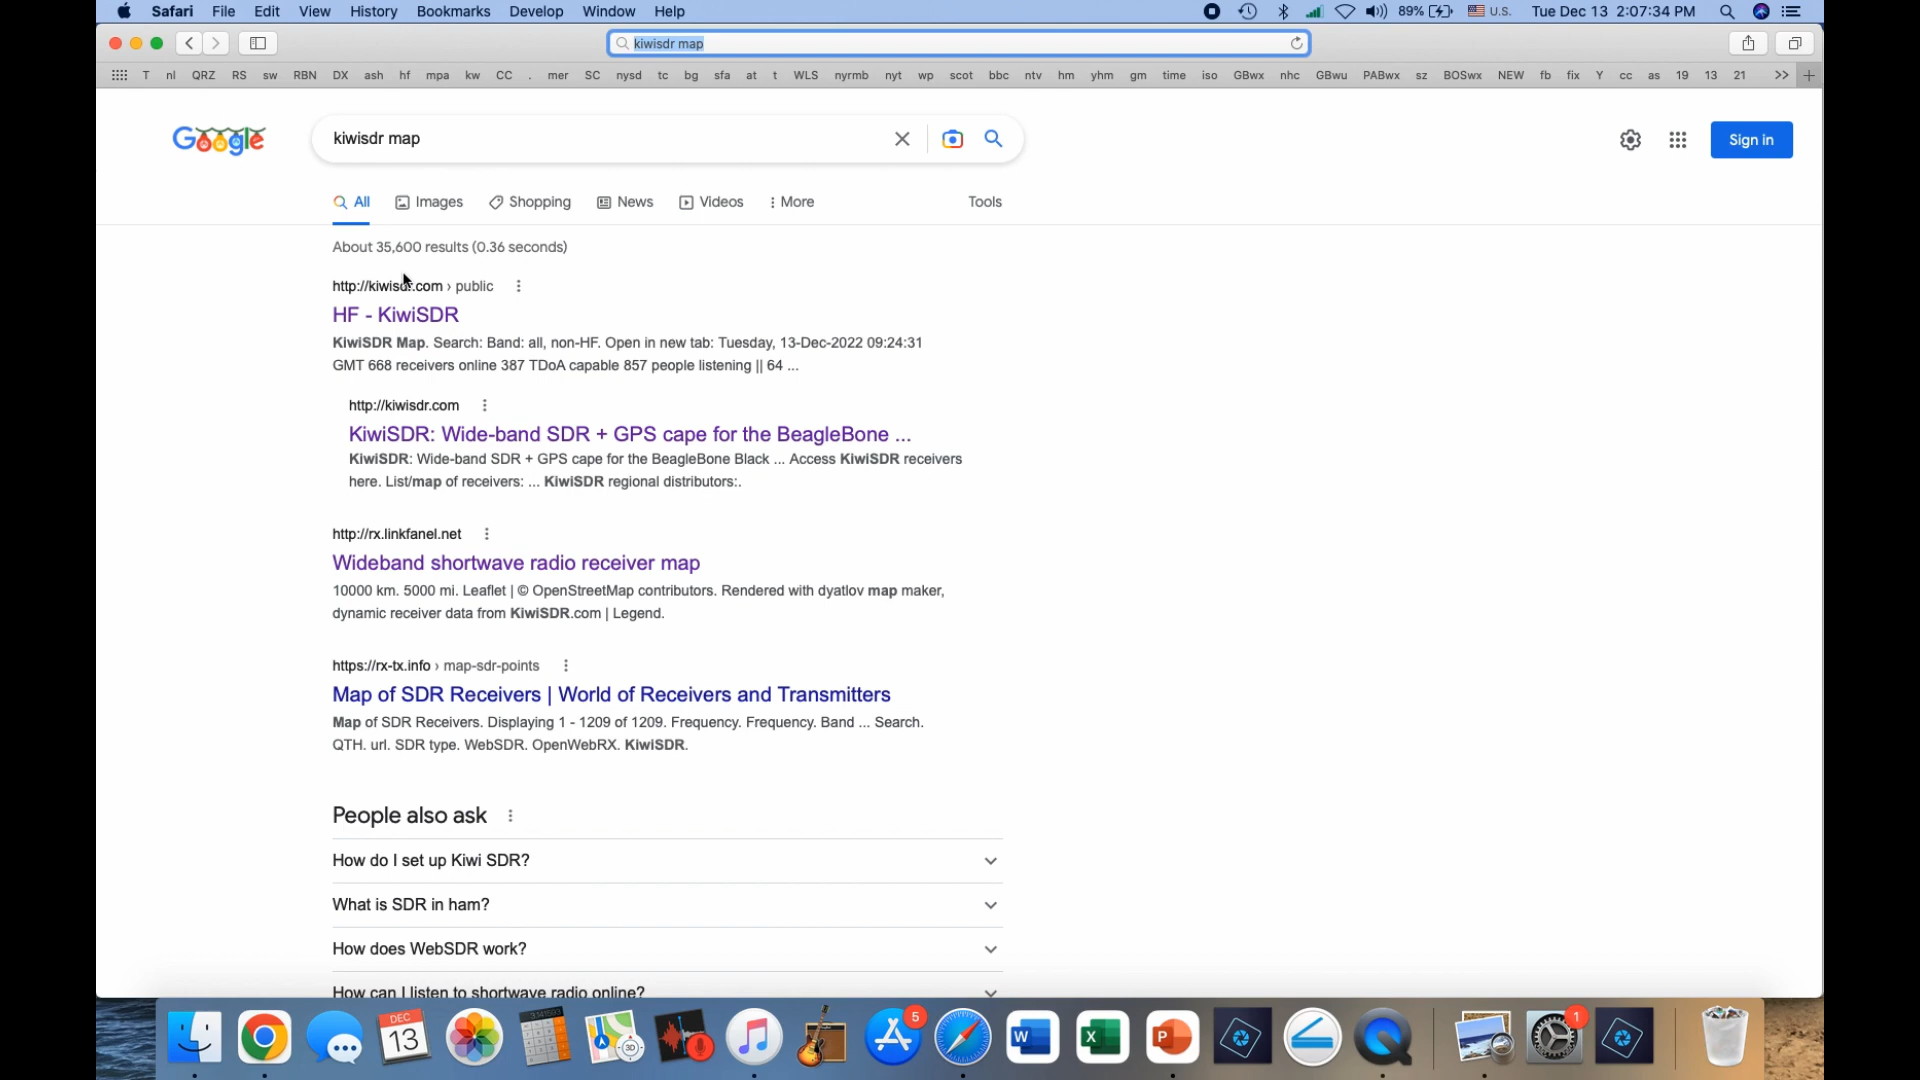 Safari File Edit View History Bookmarks Develop Window Help 89% U.S. Tue Dec 13 2:07:34 PM
kiwisdr map
T nl QRZ RS sw RBN DX ash hf mpa kw CC . mer SC nysd tc bg sfa at t WLS nyrmb nyt wp scot bbc ntv hm yhm gm time iso GBwx nhc GBwu PABwx sz BOSwx NEW fb fix Y cc as 19 13 21 >> +
Google kiwisdr map Sign in
All Images Shopping News Videos More Tools
About 35,600 results (0.36 seconds)
http://kiwisdr.com › public
HF - KiwiSDR
KiwiSDR Map. Search: Band: all, non-HF. Open in new tab: Tuesday, 13-Dec-2022 09:24:31
GMT 668 receivers online 387 TDoA capable 857 people listening || 64 ...
http://kiwisdr.com
KiwiSDR: Wide-band SDR + GPS cape for the BeagleBone ...
KiwiSDR: Wide-band SDR + GPS cape for the BeagleBone Black ... Access KiwiSDR receivers
here. List/map of receivers: ... KiwiSDR regional distributors:.
http://rx.linkfanel.net
Wideband shortwave radio receiver map
10000 km. 5000 mi. Leaflet | © OpenStreetMap contributors. Rendered with dyatlov map maker,
dynamic receiver data from KiwiSDR.com | Legend.
https://rx-tx.info › map-sdr-points
Map of SDR Receivers | World of Receivers and Transmitters
Map of SDR Receivers. Displaying 1 - 1209 of 1209. Frequency. Frequency. Band ... Search.
QTH. url. SDR type. WebSDR. OpenWebRX. KiwiSDR.
People also ask
How do I set up Kiwi SDR?
What is SDR in ham?
How does WebSDR work?
How can I listen to shortwave radio online?
DEC
13
3D
5
W
X
P
1